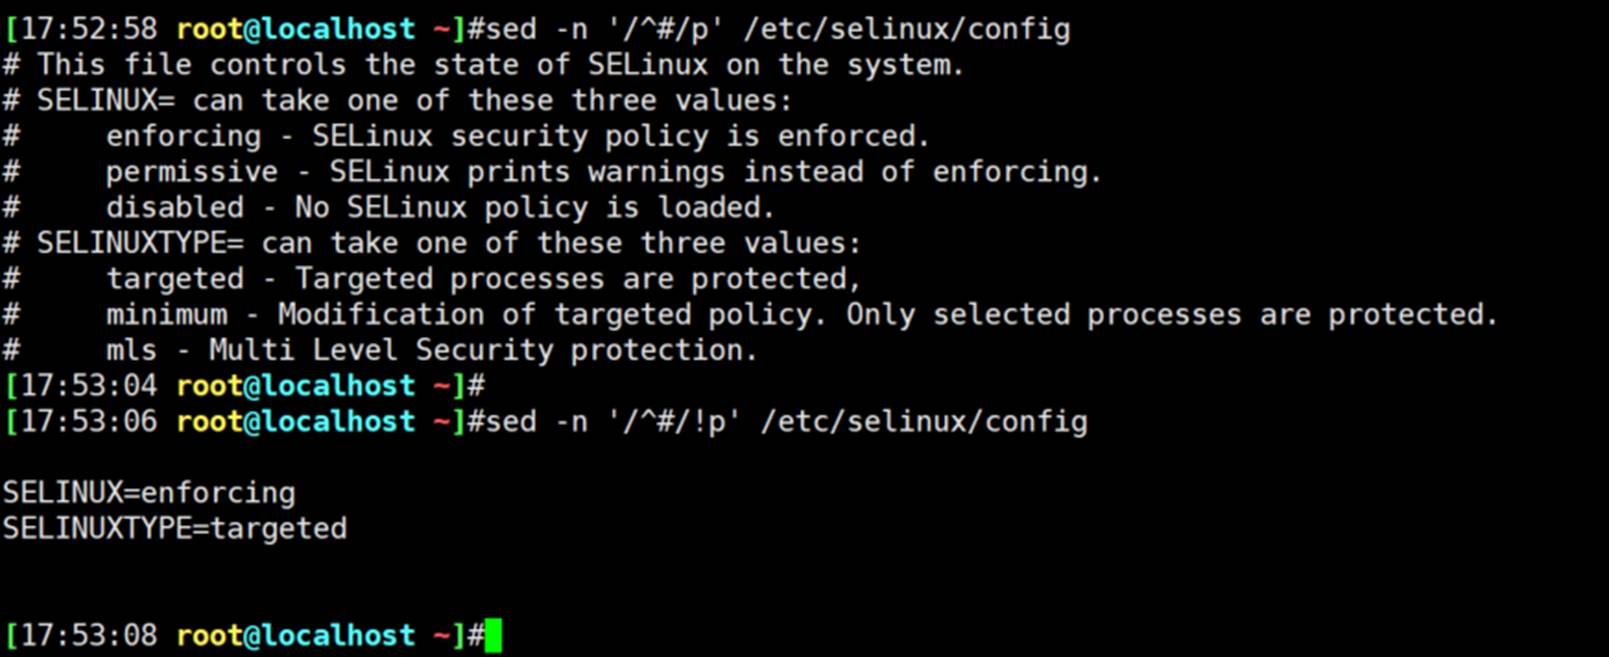 [17:52:58 root@localhost ~]#sed -n '/^#/p' /etc/selinux/config
# This file controls the state of SELinux on the system.
# SELINUX= can take one of these three values:
#     enforcing - SELinux security policy is enforced.
#     permissive - SELinux prints warnings instead of enforcing.
#     disabled - No SELinux policy is loaded.
# SELINUXTYPE= can take one of these three values:
#     targeted - Targeted processes are protected,
#     minimum - Modification of targeted policy. Only selected processes are protected.
#     mls - Multi Level Security protection.
[17:53:04 root@localhost ~]#
[17:53:06 root@localhost ~]#sed -n '/^#/!p' /etc/selinux/config
SELINUX=enforcing
SELINUXTYPE=targeted
[17:53:08 root@localhost ~]#